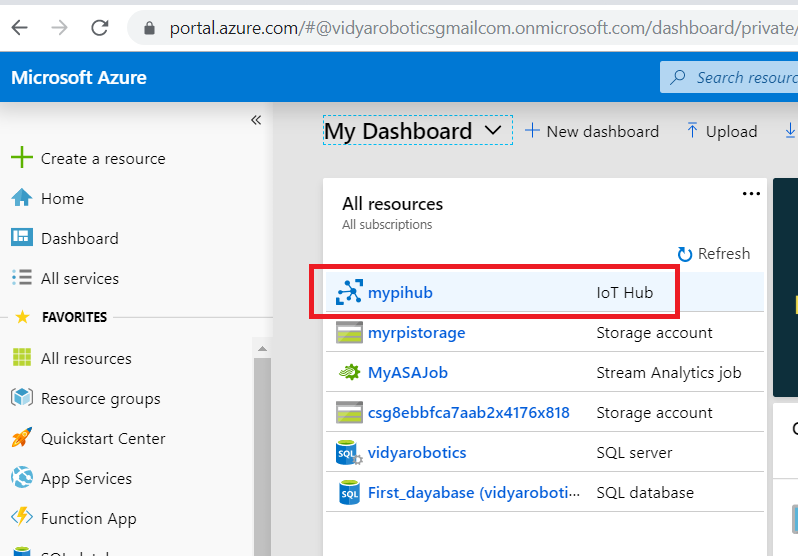 portal.azure.com/#@vidyaroboticsgmailcom.onmicrosoft.com/dashboard/private/
Microsoft Azure
Search resourc
«
Create a resource
Home
Dashboard
All services
FAVORITES
All resources
Resource groups
Quickstart Center
App Services
Function App
My Dashboard
+ New dashboard
Upload
All resources
All subscriptions
Refresh
mypihub IoT Hub
myrpistorage Storage account
MyASAJob Stream Analytics job
csg8ebbfca7aab2x4176x818 Storage account
vidyarobotics SQL server
First_dayabase (vidyaroboti... SQL database